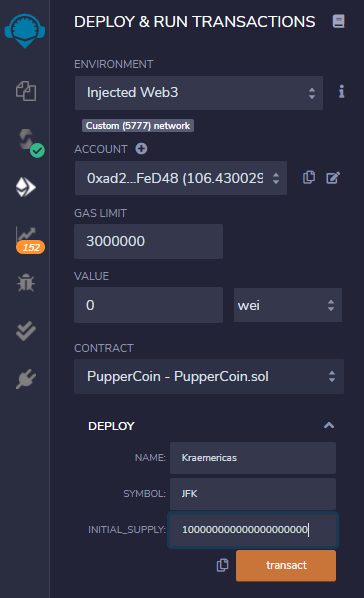 DEPLOY & RUN TRANSACTIONS
ENVIRONMENT
Injected Web3
Custom (5777) network
ACCOUNT
0xad2...FeD48 (106.430029
GAS LIMIT
3000000
152
VALUE
0 wei
CONTRACT
PupperCoin - PupperCoin.sol
DEPLOY
NAME: Kraemericas
SYMBOL: JFK
INITIAL_SUPPLY: 100000000000000000000
transact